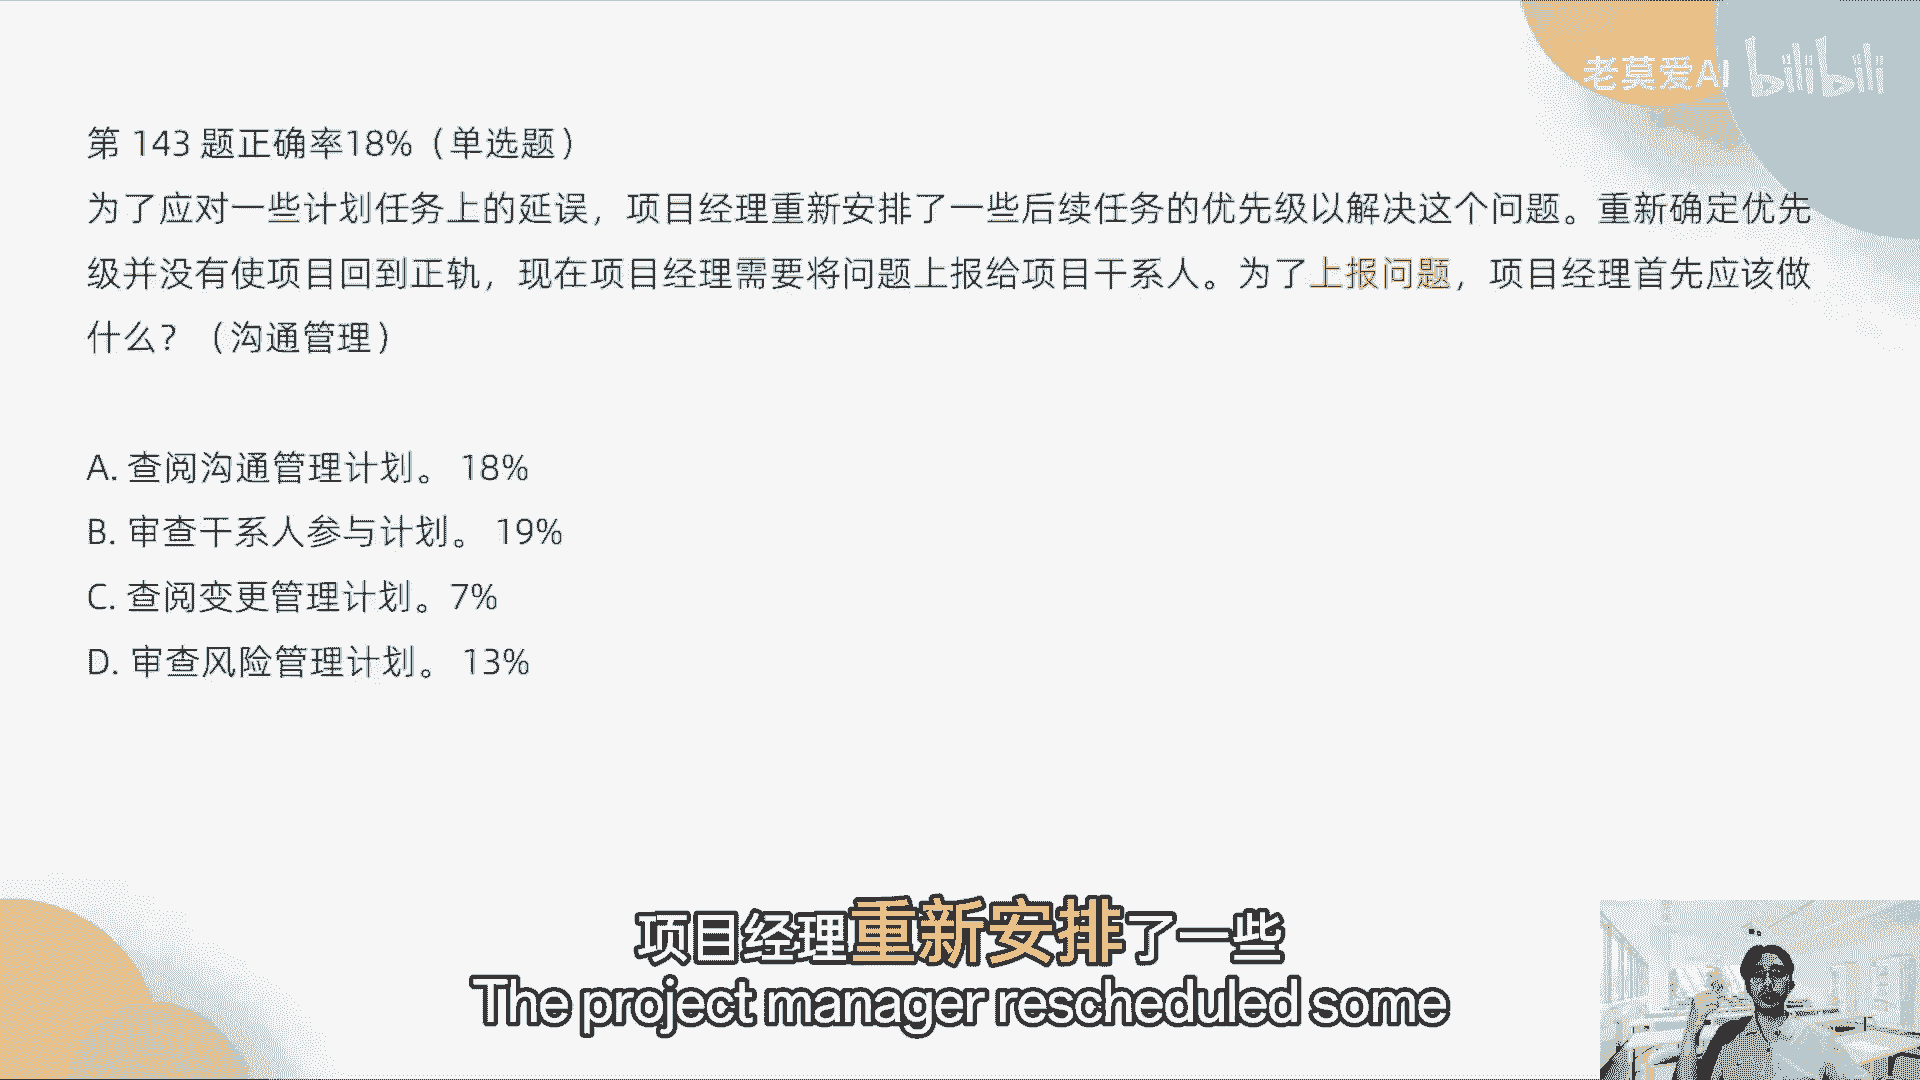 老莫爱AI bilibili
第 143 题正确率18%（单选题）
为了应对一些计划任务上的延误，项目经理重新安排了一些后续任务的优先级以解决这个问题。重新确定优先
级并没有使项目回到正轨，现在项目经理需要将问题上报给项目干系人。为了上报问题，项目经理首先应该做
什么？（沟通管理）
A. 查阅沟通管理计划。 18%
B. 审查干系人参与计划。 19%
C. 查阅变更管理计划。7%
D. 审查风险管理计划。 13%
项目经理重新安排了一些
The project manager rescheduled some